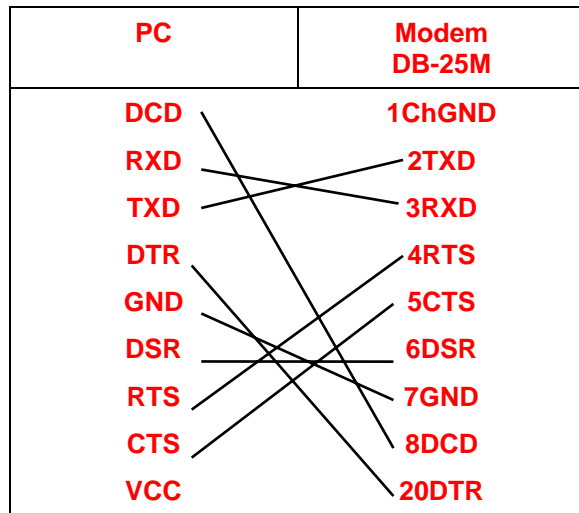 PC Modem
DB-25M
DCD 1ChGND
RXD 2TXD
TXD 3RXD
DTR 4RTS
GND 5CTS
DSR 6DSR
RTS 7GND
CTS 8DCD
VCC 20DTR